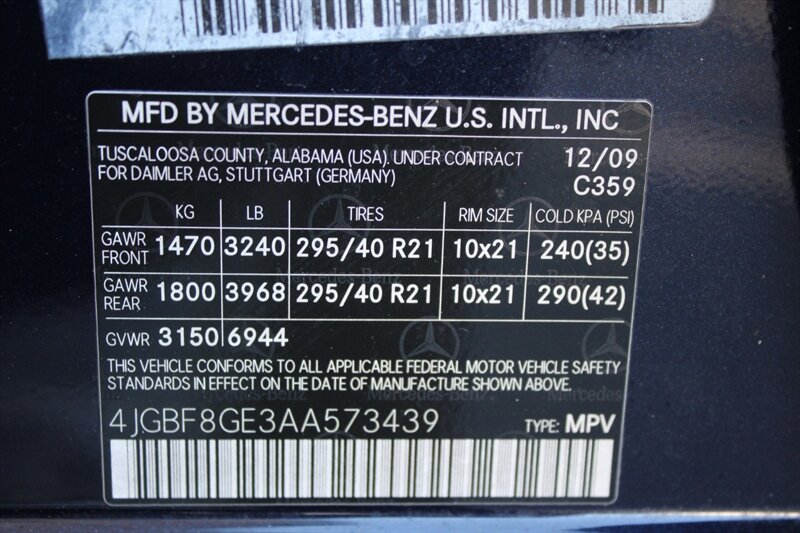 MFD BY MERCEDES-BENZ U.S. INTL., INC
TUSCALOOSA COUNTY, ALABAMA (USA). UNDER CONTRACT 12/09
FOR DAIMLER AG, STUTTGART (GERMANY) C359
KG LB TIRES RIM SIZE COLD KPA (PSI)
GAWR FRONT 1470 3240 295/40 R21 10x21 240(35)
GAWR REAR 1800 3968 295/40 R21 10x21 290(42)
GVWR 3150 6944
THIS VEHICLE CONFORMS TO ALL APPLICABLE FEDERAL MOTOR VEHICLE SAFETY
STANDARDS IN EFFECT ON THE DATE OF MANUFACTURE SHOWN ABOVE.
4JGBF8GE3AA573439 TYPE: MPV